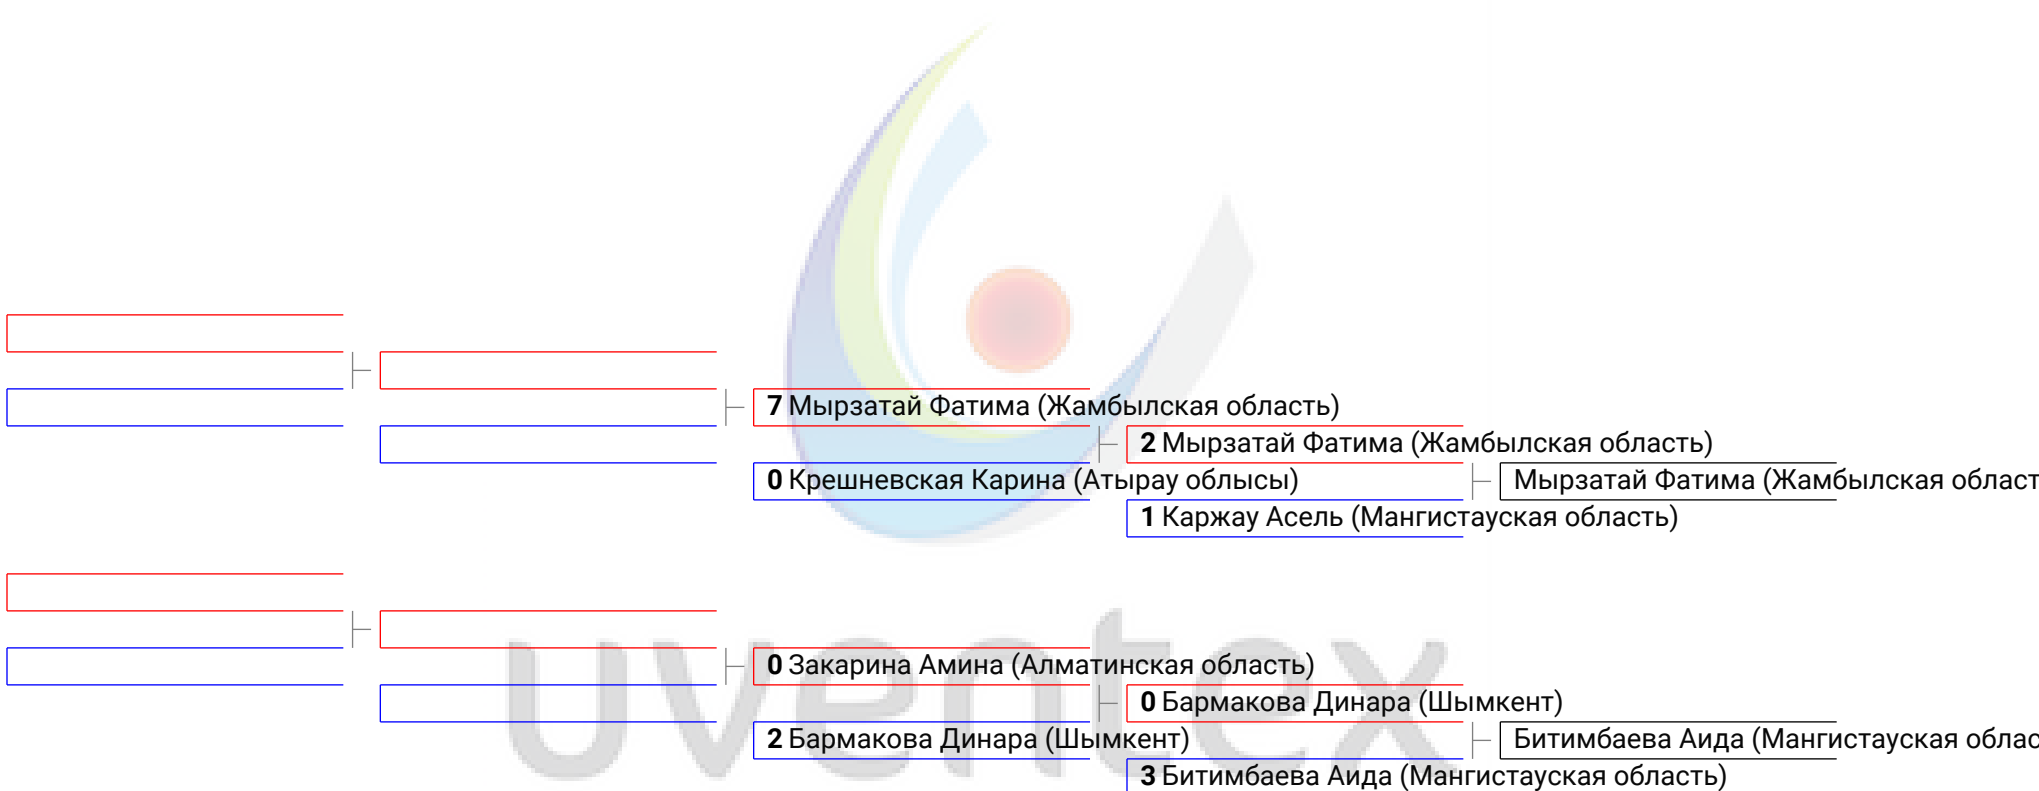 7 Мырзатай Фатима (Жамбылская область)
2 Мырзатай Фатима (Жамбылская область)
0 Крешневская Карина (Атырау облысы)
Мырзатай Фатима (Жамбылская област
1 Каржау Асель (Мангистауская область)
uventex
0 Закарина Амина (Алматинская область)
0 Бармакова Динара (Шымкент)
2 Бармакова Динара (Шымкент)
Битимбаева Аида (Мангистауская облас
3 Битимбаева Аида (Мангистауская область)